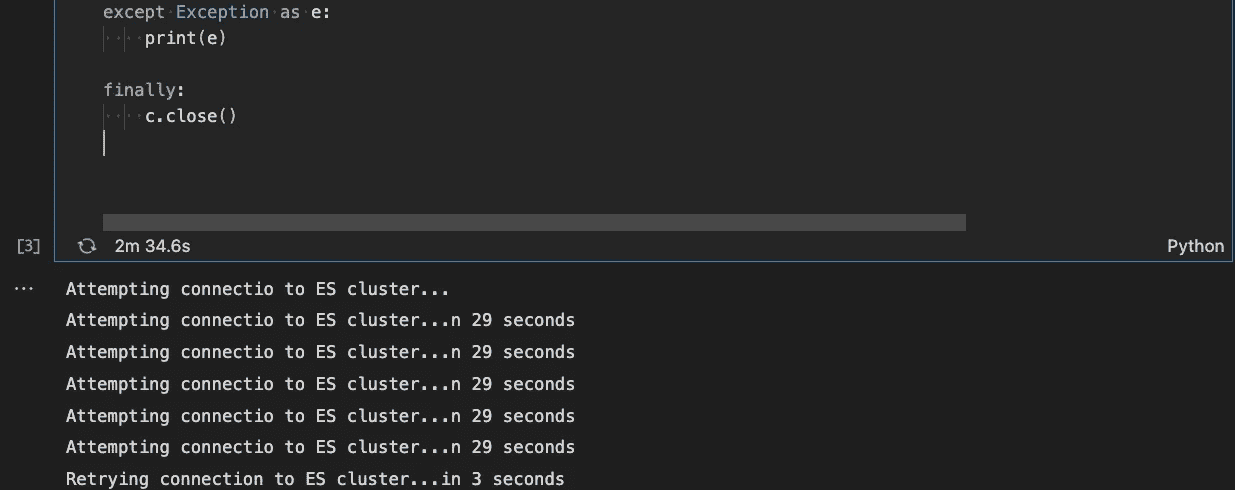 except Exception as e:
    print(e)
finally:
    c.close()
[3] 2m 34.6s Python
... Attempting connectio to ES cluster...
Attempting connectio to ES cluster...n 29 seconds
Attempting connectio to ES cluster...n 29 seconds
Attempting connectio to ES cluster...n 29 seconds
Attempting connectio to ES cluster...n 29 seconds
Attempting connectio to ES cluster...n 29 seconds
Retrying connection to ES cluster...in 3 seconds